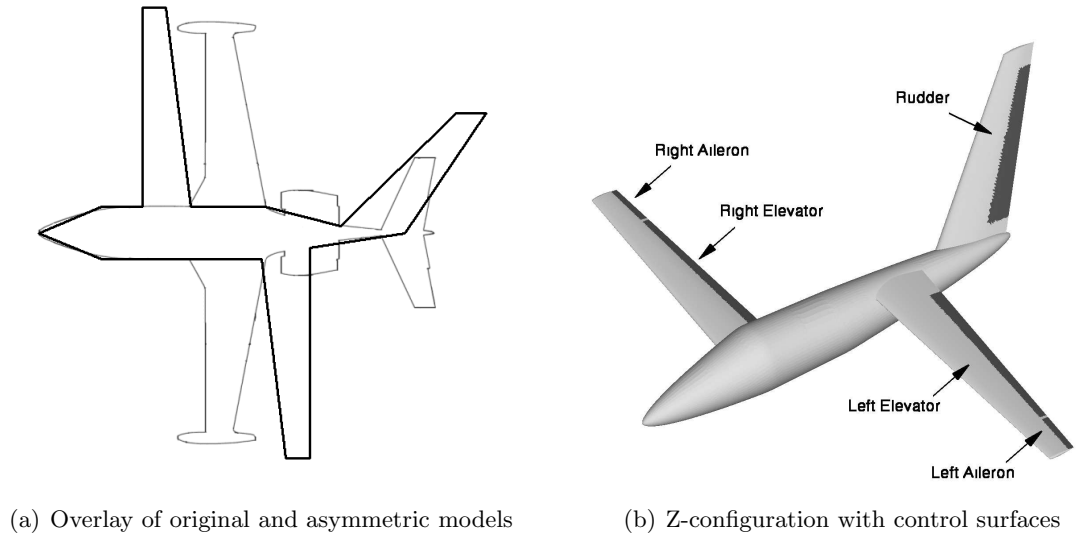 Rudder
Right Aileron
Right Elevator
Left Elevator
Left Aileron
(a) Overlay of original and asymmetric models
(b) Z-configuration with control surfaces